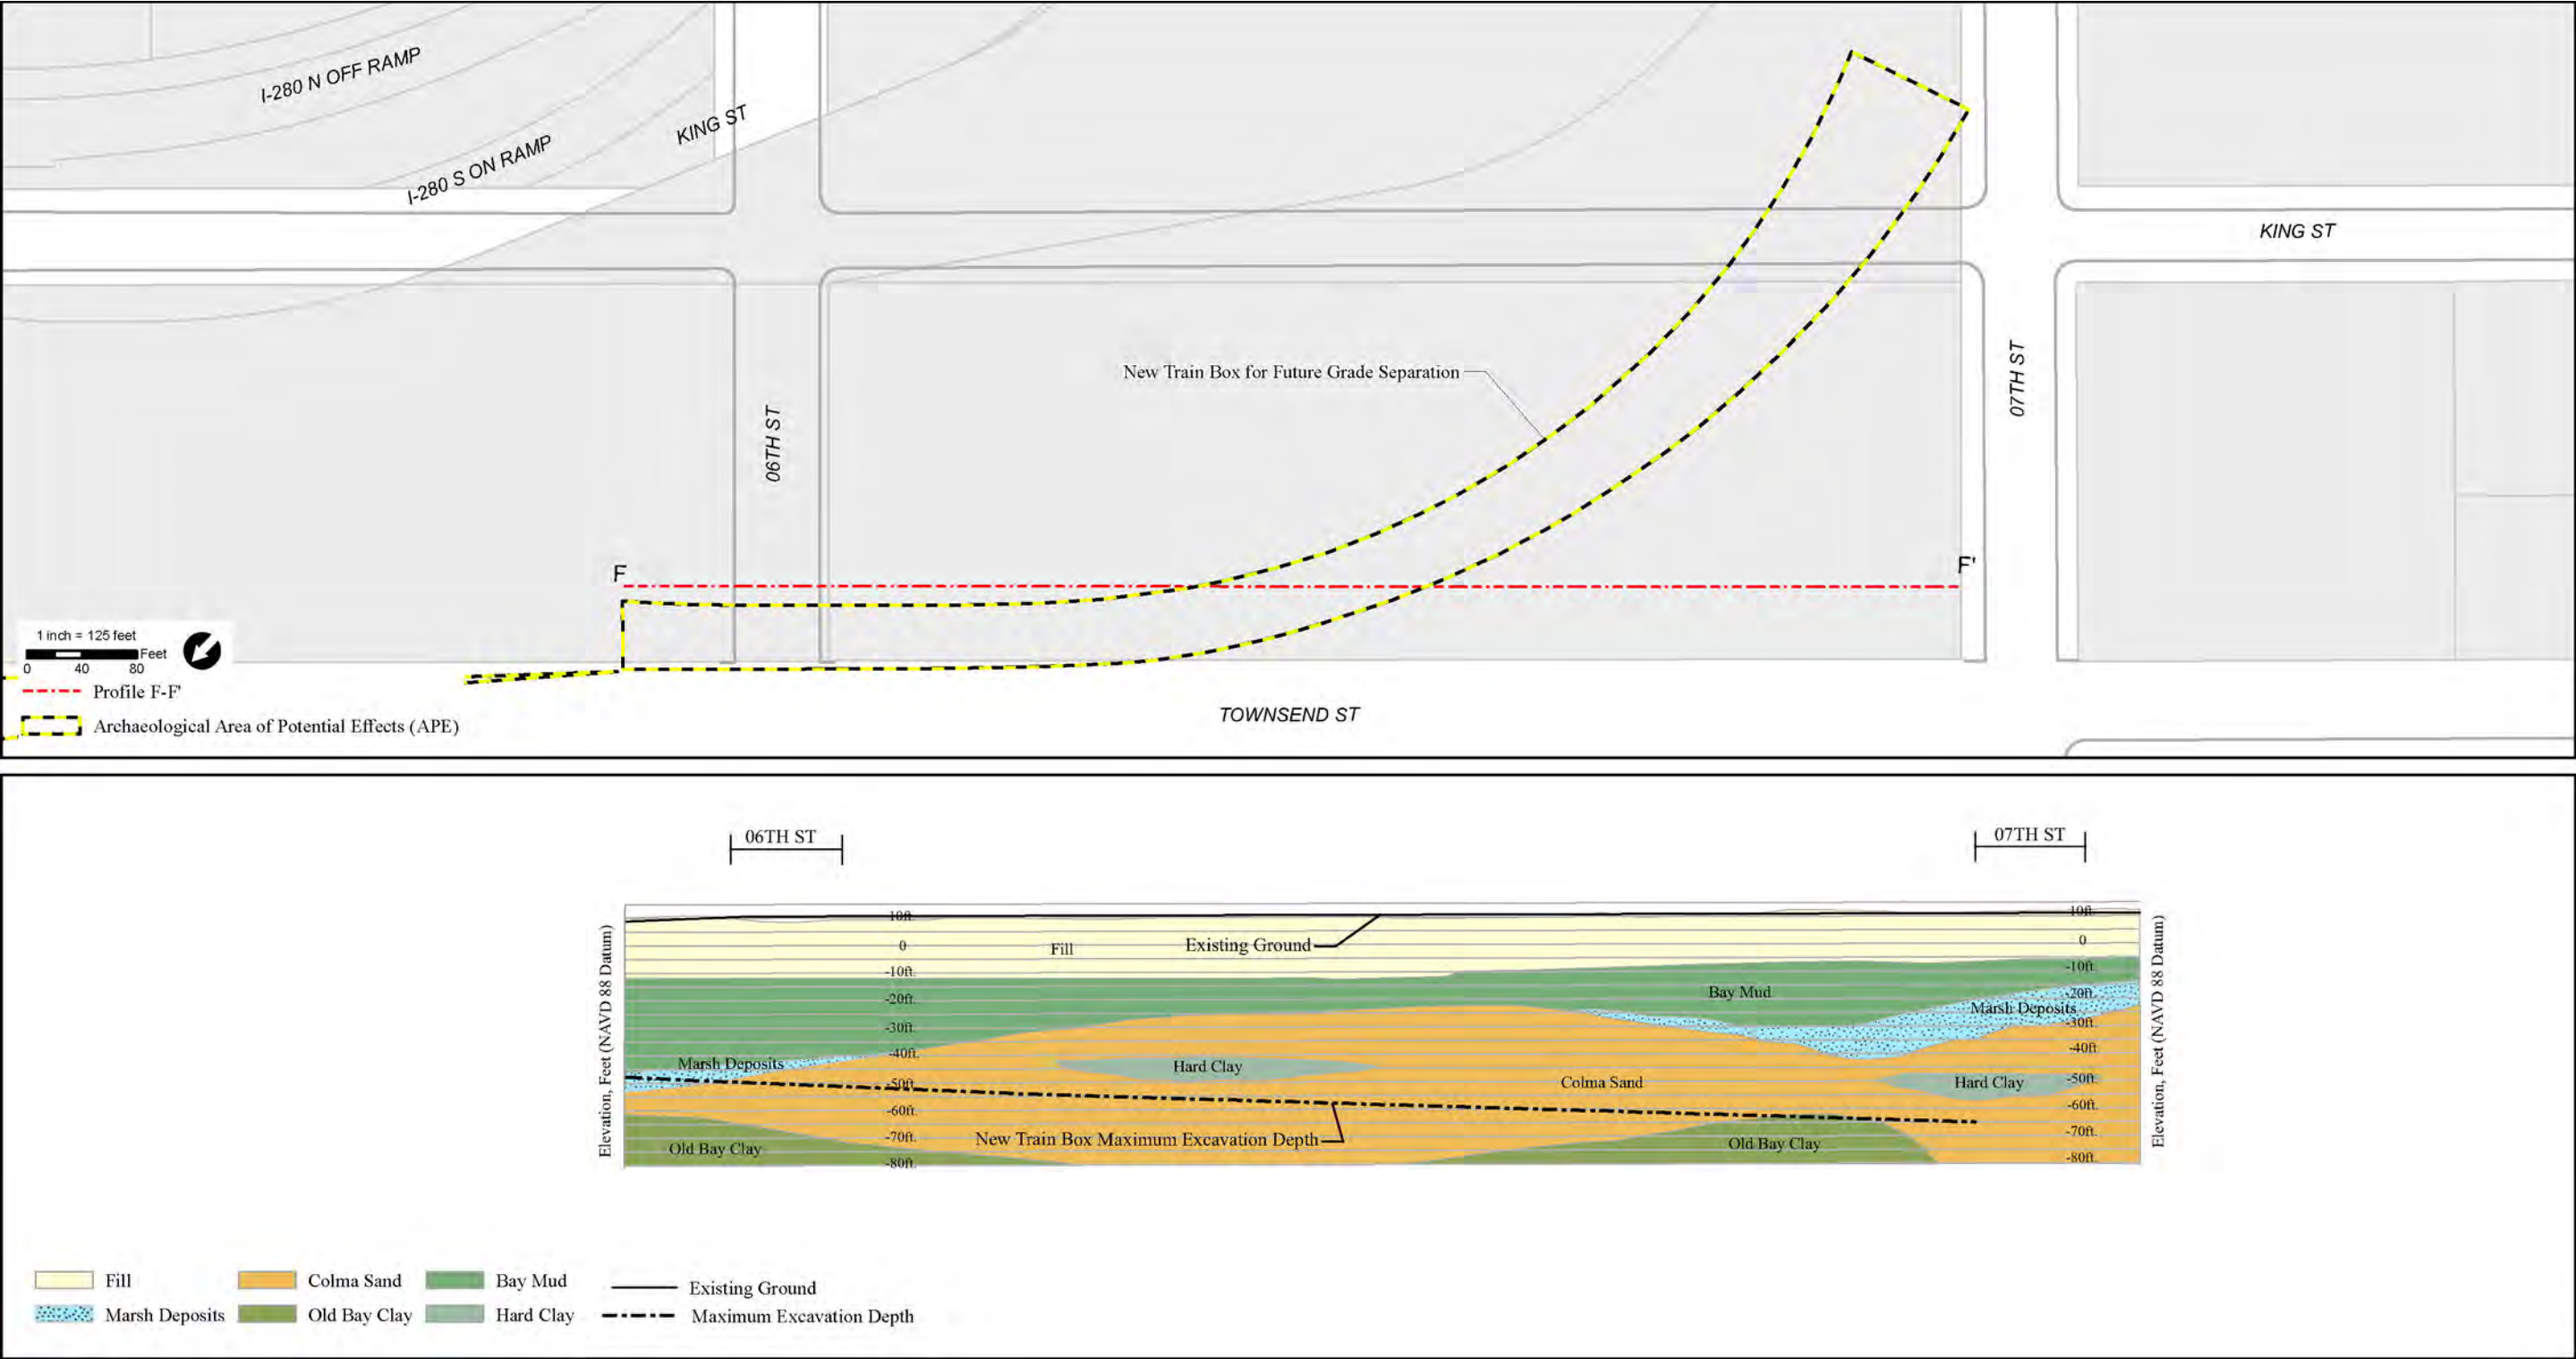 I-280 N OFF RAMP
I-280 S ON RAMP
KING ST
KING ST
New Train Box for Future Grade Separation
06TH ST
07TH ST
F
F'
1 inch = 125 feet
Feet
0 40 80
Profile F-F'
Archaeological Area of Potential Effects (APE)
TOWNSEND ST
06TH ST
07TH ST
Elevation, Feet (NAVD 88 Datum)
10ft.
0
-10ft.
-20ft.
-30ft.
-40ft.
-50ft.
-60ft.
-70ft.
-80ft.
Fill
Existing Ground
Bay Mud
Marsh Deposits
Marsh Deposits
Hard Clay
Colma Sand
Hard Clay
New Train Box Maximum Excavation Depth
Old Bay Clay
Old Bay Clay
10ft.
0
-10ft.
-20ft.
-30ft.
-40ft.
-50ft.
-60ft.
-70ft.
-80ft.
Elevation, Feet (NAVD 88 Datum)
Fill
Colma Sand
Bay Mud
Existing Ground
Marsh Deposits
Old Bay Clay
Hard Clay
Maximum Excavation Depth